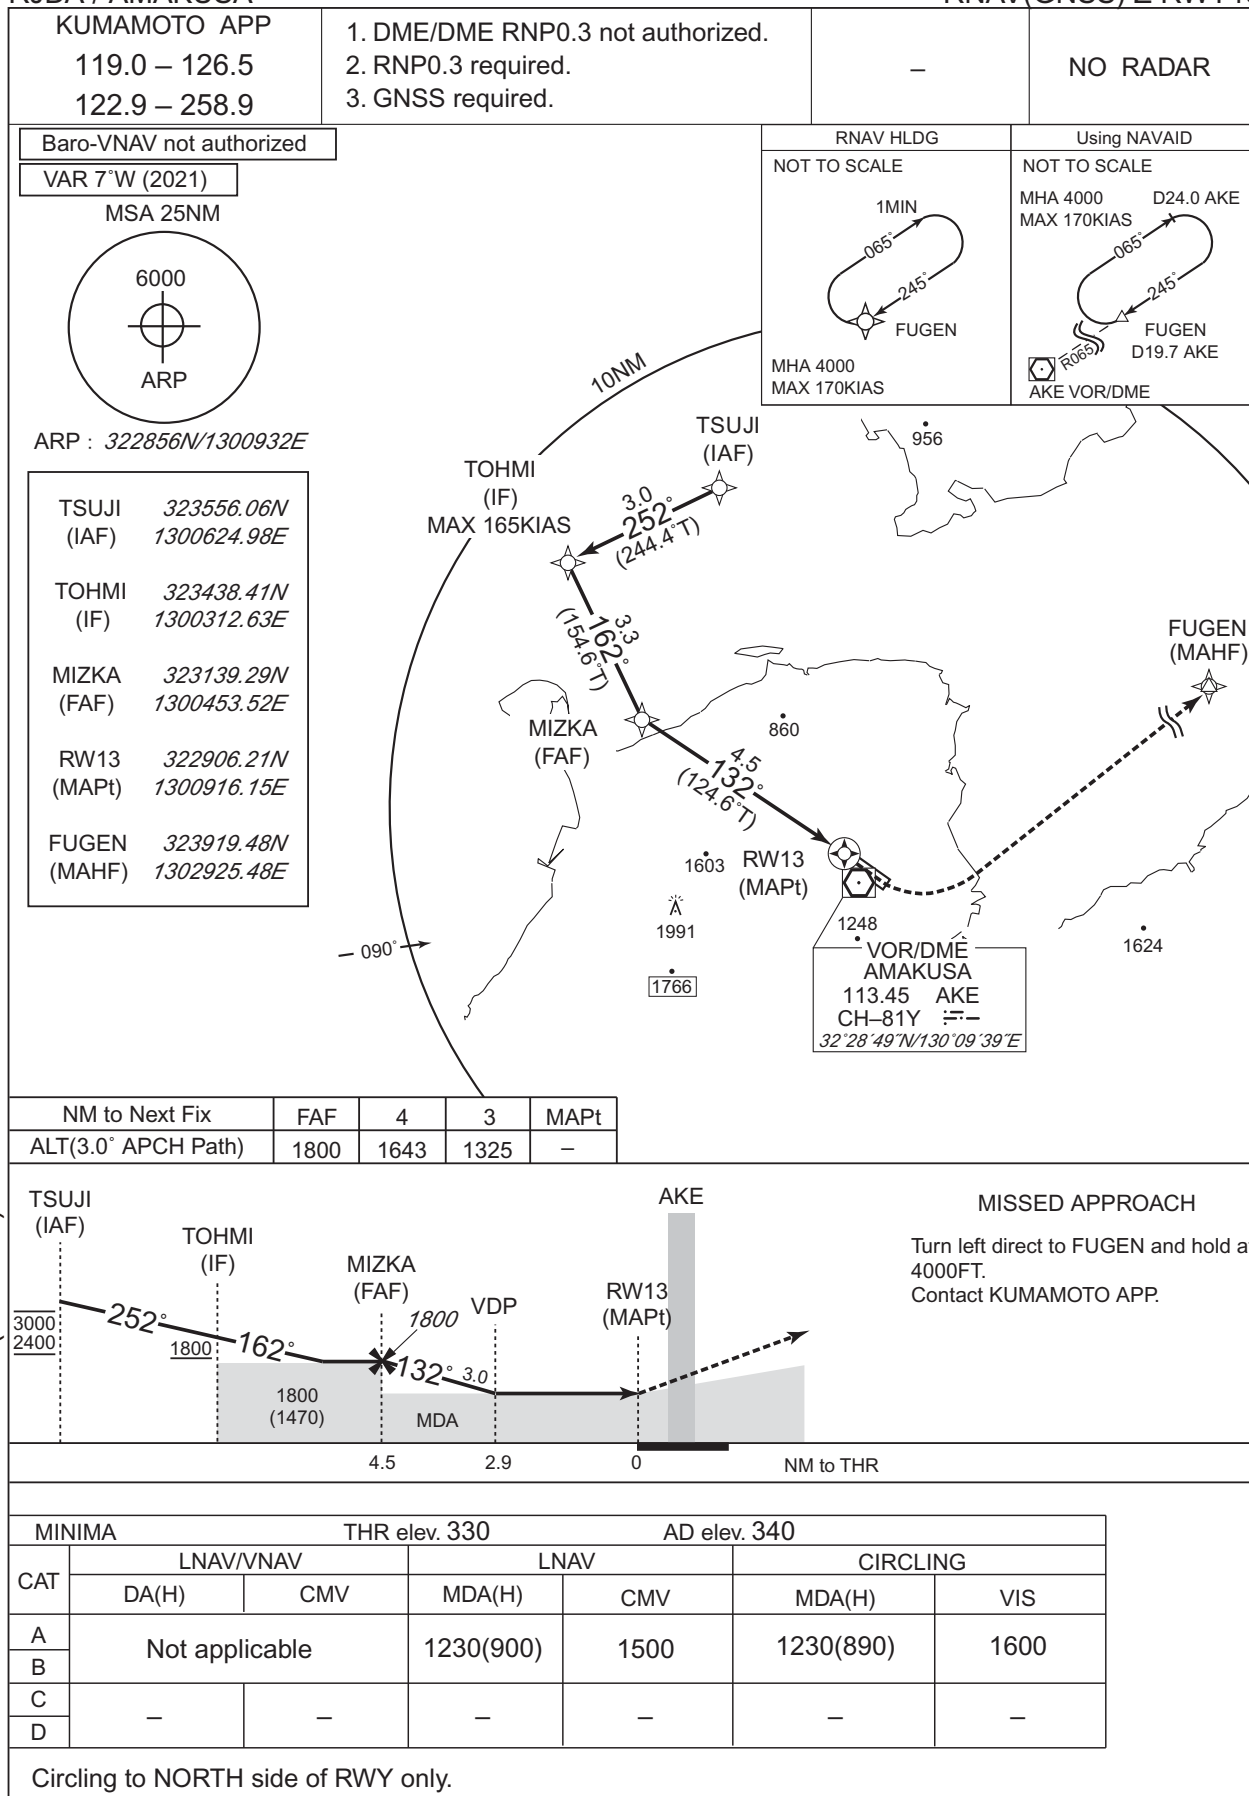 KUMAMOTO APP
119.0 – 126.5
122.9 – 258.9
1. DME/DME RNP0.3 not authorized.
2. RNP0.3 required.
3. GNSS required.
–
NO RADAR
Baro-VNAV not authorized
VAR 7˚W (2021)
MSA 25NM
6000
ARP
ARP : 322856N/1300932E
RNAV HLDG
NOT TO SCALE
1MIN
065˚
245˚
FUGEN
MHA 4000
MAX 170KIAS
Using NAVAID
NOT TO SCALE
MHA 4000
D24.0 AKE
MAX 170KIAS
065˚
245˚
FUGEN
D19.7 AKE
R065
AKE VOR/DME
TSUJI 323556.06N
(IAF) 1300624.98E
TOHMI 323438.41N
(IF) 1300312.63E
MIZKA 323139.29N
(FAF) 1300453.52E
RW13 322906.21N
(MAPt) 1300916.15E
FUGEN 323919.48N
(MAHF) 1302925.48E
10NM
TSUJI
(IAF)
956
TOHMI
(IF)
MAX 165KIAS
3.0
252˚
(244.4˚T)
3.3
162˚
(154.6˚T)
FUGEN
(MAHF)
MIZKA
(FAF)
860
4.5
132˚
(124.6˚T)
1603
RW13
(MAPt)
1991
1248
1624
090˚
1766
VOR/DME
AMAKUSA
113.45 AKE
CH–81Y
32˚28´49˝N/130˚09´39˝E
NM to Next Fix FAF 4 3 MAPt
ALT(3.0˚ APCH Path) 1800 1643 1325 –
TSUJI
(IAF)
TOHMI
(IF)
MIZKA
(FAF)
VDP
RW13
(MAPt)
AKE
3000
2400
252˚
1800
162˚
1800
132˚
3.0
1800
(1470)
MDA
4.5 2.9 0 NM to THR
MISSED APPROACH
Turn left direct to FUGEN and hold
4000FT.
Contact KUMAMOTO APP.
MINIMA THR elev. 330 AD elev. 340
CAT LNAV/VNAV LNAV CIRCLING
DA(H) CMV MDA(H) CMV MDA(H) VIS
A
B
Not applicable 1230(900) 1500 1230(890) 1600
C
D
– – – – – –
Circling to NORTH side of RWY only.